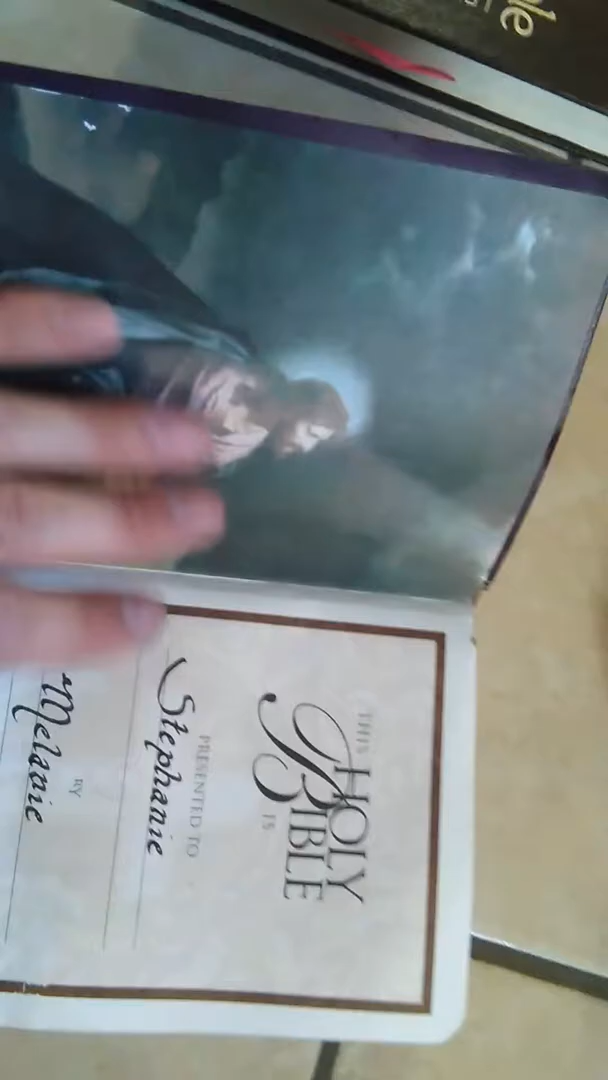 THIS
HOLY
BIBLE
IS
PRESENTED TO
Stephanie
BY
Melanie